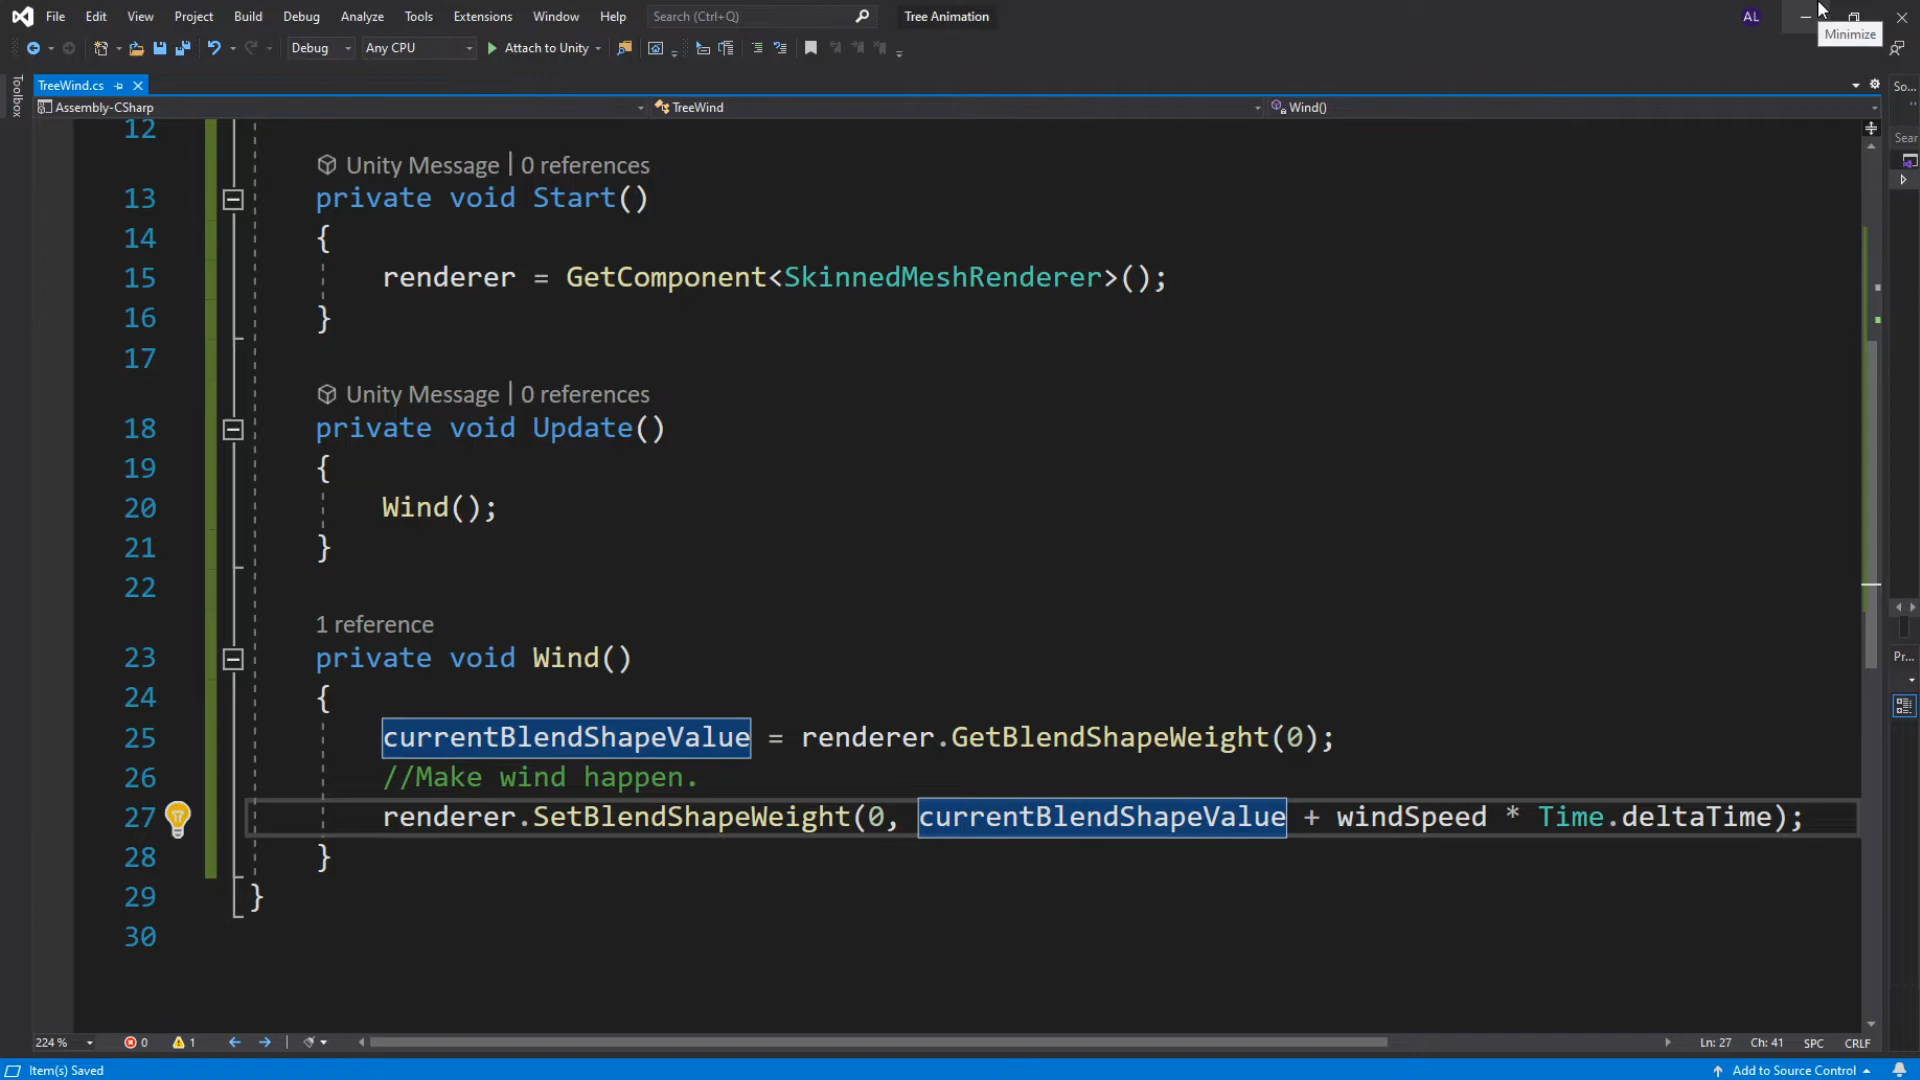 File Edit View Project Build Debug Analyze Tools Extensions Window Help Search (Ctrl+Q) Tree Animation AL
Minimize
Debug Any CPU Attach to Unity
Toolbox
TreeWind.cs
So...
Assembly-CSharp TreeWind Wind()
Sear
12
Unity Message | 0 references
13 private void Start()
14 {
15 renderer = GetComponent<SkinnedMeshRenderer>();
16 }
17
Unity Message | 0 references
18 private void Update()
19 {
20 Wind();
21 }
22
1 reference
23 private void Wind()
Pr...
24 {
25 currentBlendShapeValue = renderer.GetBlendShapeWeight(0);
26 //Make wind happen.
27 renderer.SetBlendShapeWeight(0, currentBlendShapeValue + windSpeed * Time.deltaTime);
28 }
29 }
30
224 % 0 1 Ln: 27 Ch: 41 SPC CRLF
Item(s) Saved Add to Source Control